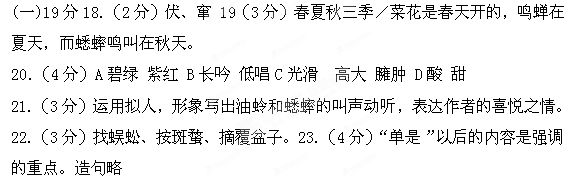 (一)19分18.（2分）伏、窜 19（3分）春夏秋三季／菜花是春天开的，鸣蝉在
夏天，而蟋蟀鸣叫在秋天。
20.（4分）A碧绿 紫红 B长吟 低唱C光滑 高大 臃肿 D酸 甜
21.（3分）运用拟人，形象写出油蛉和蟋蟀的叫声动听，表达作者的喜悦之情。
22.（3分）找蜈蚣、按斑蝥、摘覆盆子。23.（4分）“单是”以后的内容是强调
的重点。造句略